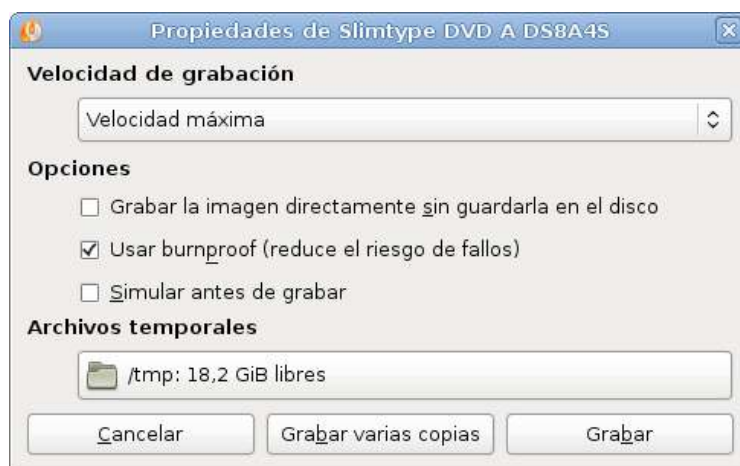 Propiedades de Slimtype DVD A DS8A4S
Velocidad de grabación
Velocidad máxima
Opciones
Grabar la imagen directamente sin guardarla en el disco
Usar burnproof (reduce el riesgo de fallos)
Simular antes de grabar
Archivos temporales
/tmp: 18,2 GiB libres
Cancelar
Grabar varias copias
Grabar